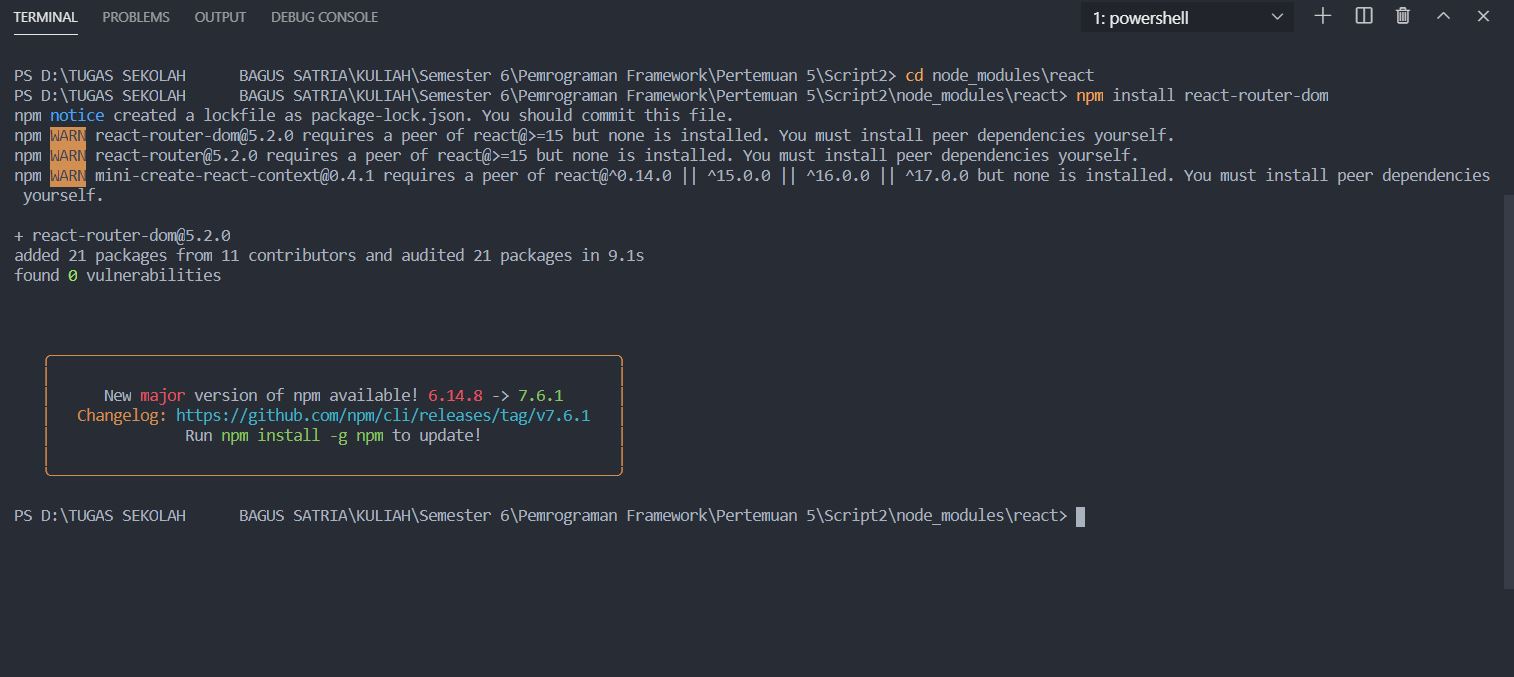 TERMINAL PROBLEMS OUTPUT DEBUG CONSOLE 1: powershell
PS D:\TUGAS SEKOLAH      BAGUS SATRIA\KULIAH\Semester 6\Pemrograman Framework\Pertemuan 5\Script2> cd node_modules\react
PS D:\TUGAS SEKOLAH      BAGUS SATRIA\KULIAH\Semester 6\Pemrograman Framework\Pertemuan 5\Script2\node_modules\react> npm install react-router-dom
npm notice created a lockfile as package-lock.json. You should commit this file.
npm WARN react-router-dom@5.2.0 requires a peer of react@>=15 but none is installed. You must install peer dependencies yourself.
npm WARN react-router@5.2.0 requires a peer of react@>=15 but none is installed. You must install peer dependencies yourself.
npm WARN mini-create-react-context@0.4.1 requires a peer of react@^0.14.0 || ^15.0.0 || ^16.0.0 || ^17.0.0 but none is installed. You must install peer dependencies
yourself.
+ react-router-dom@5.2.0
added 21 packages from 11 contributors and audited 21 packages in 9.1s
found 0 vulnerabilities
New major version of npm available! 6.14.8 -> 7.6.1
Changelog: https://github.com/npm/cli/releases/tag/v7.6.1
Run npm install -g npm to update!
PS D:\TUGAS SEKOLAH      BAGUS SATRIA\KULIAH\Semester 6\Pemrograman Framework\Pertemuan 5\Script2\node_modules\react>